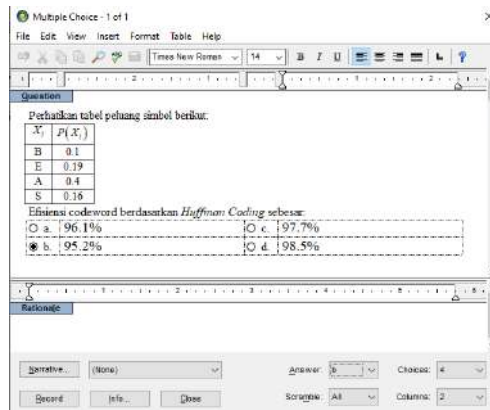 Multiple Choice - 1 of 1
File Edit View Insert Format Table Help
Times New Roman 14 B I U L ?
Question
Perhatikan tabel peluang simbol berikut:
Xi P(Xi)
B 0.1
E 0.19
A 0.4
S 0.16
Efisiensi codeword berdasarkan Huffman Coding sebesar:
a. 96.1% c. 97.7%
b. 95.2% d. 98.5%
Rationale
Narrative... (None) Answer: b Choices: 4
Record Info... Close Scramble: All Columns: 2